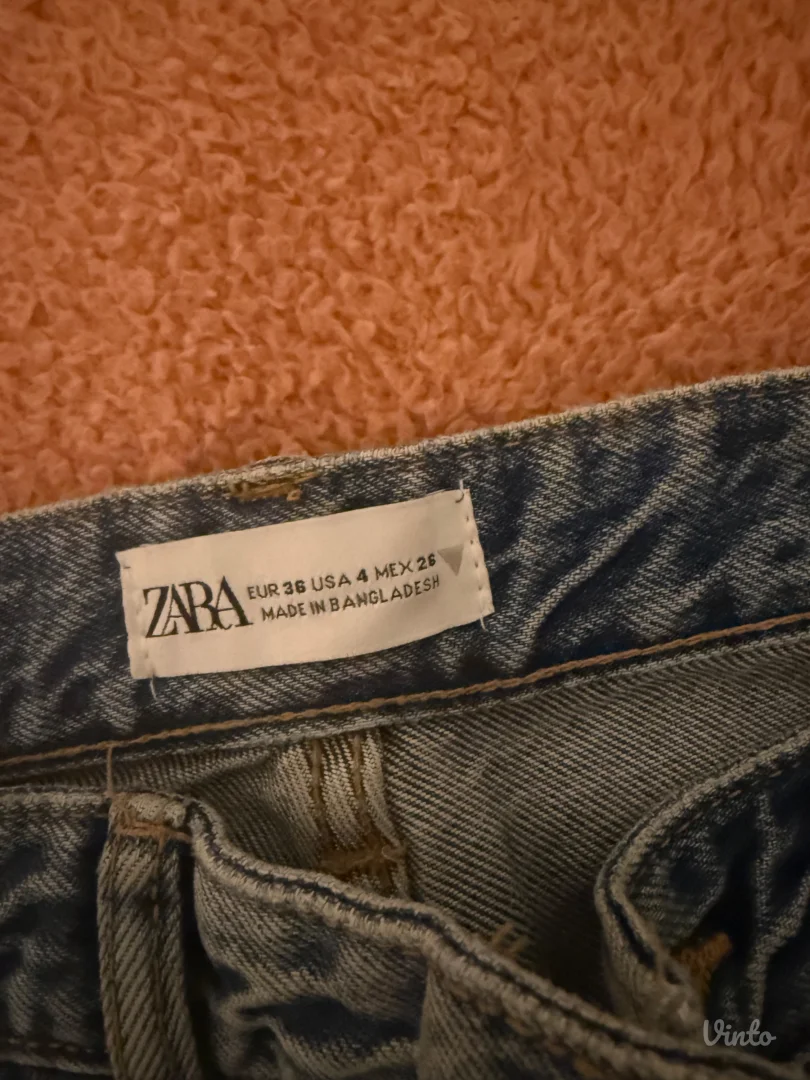 ZARA
EUR 36 USA 4 MEX 26
MADE IN BANGLADESH
Vinto